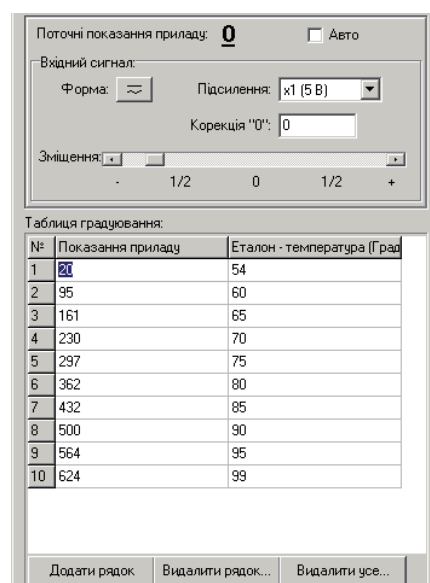 Поточні показання приладу: 0 Авто
Вхідний сигнал:
Форма: Підсилення: x1 (5 В)
Корекція "0": 0
Зміщення:
- 1/2 0 1/2 +
Таблиця градуювання:
№ Показання приладу Еталон - температура (Град
1 20 54
2 95 60
3 161 65
4 230 70
5 297 75
6 362 80
7 432 85
8 500 90
9 564 95
10 624 99
Додати рядок Видалити рядок... Видалити усе...